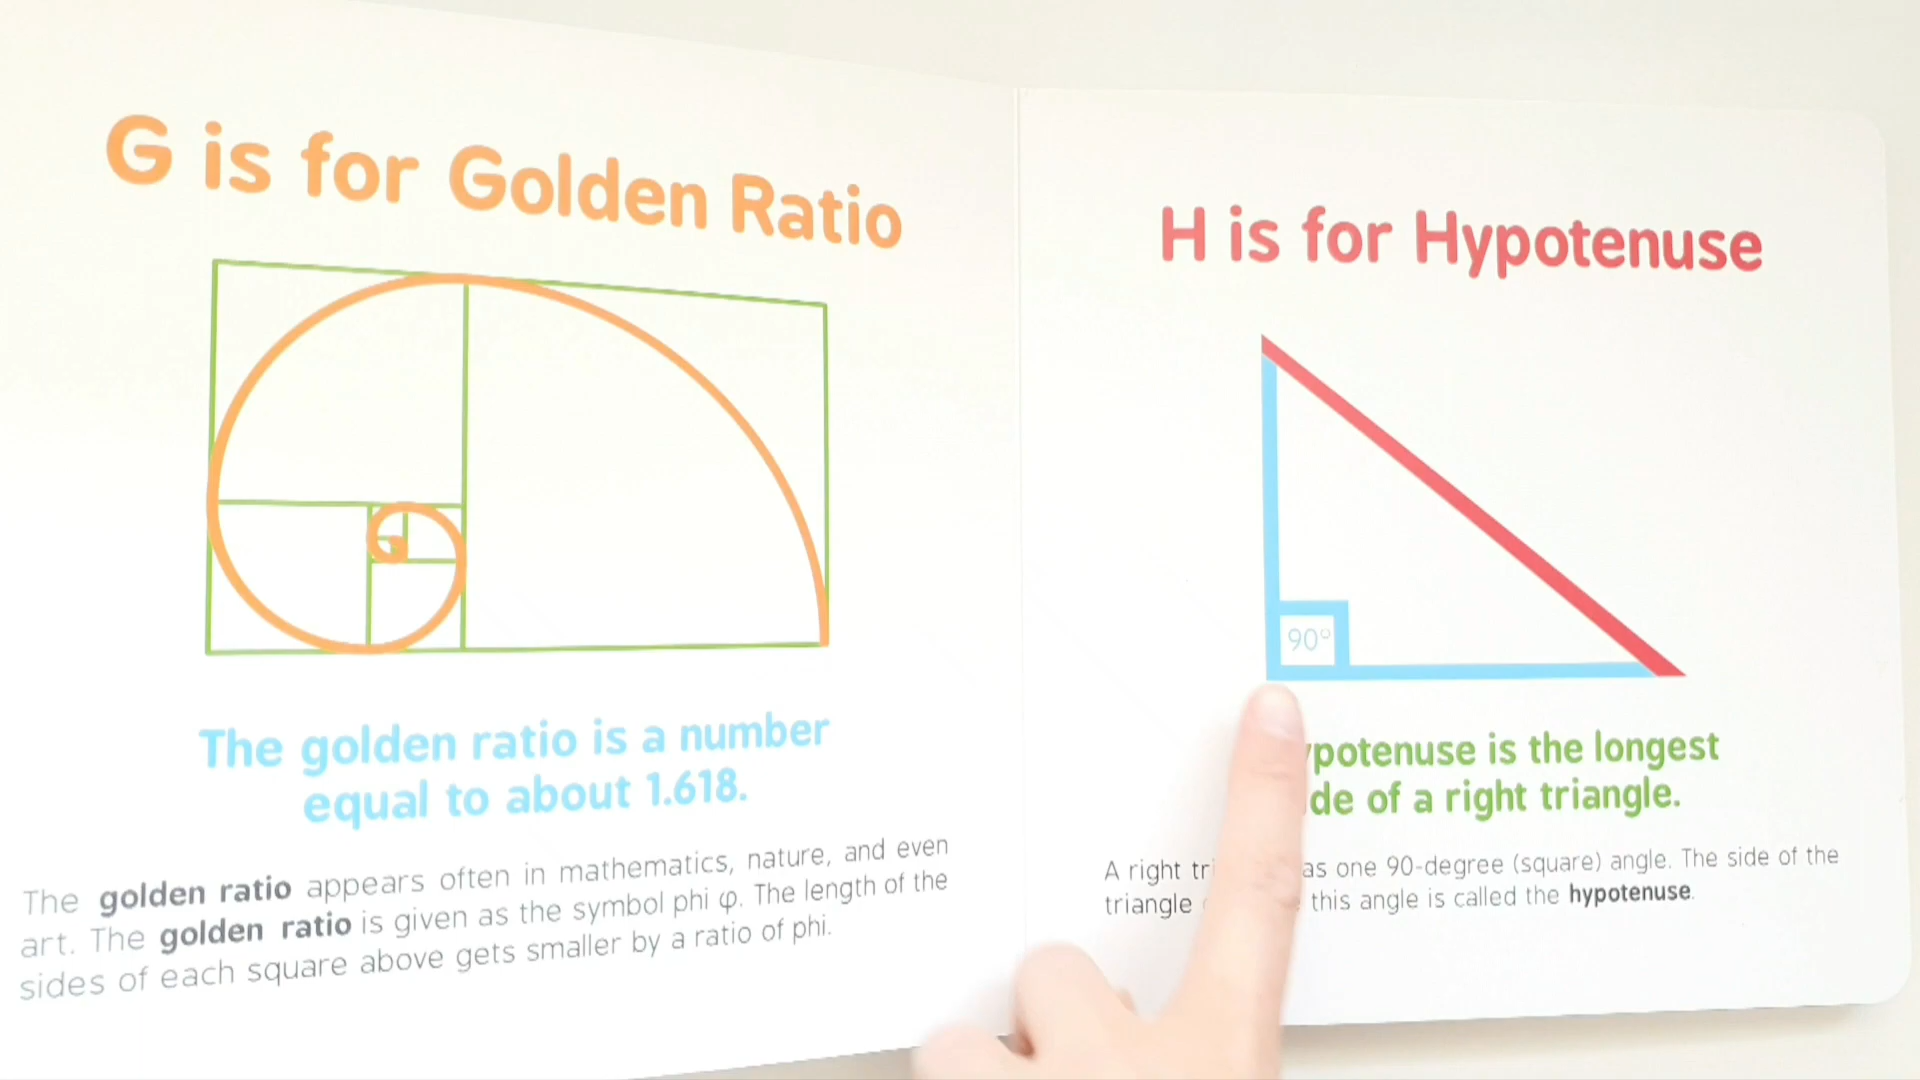 G is for Golden Ratio
The golden ratio is a number
equal to about 1.618.
The golden ratio appears often in mathematics, nature, and even
art. The golden ratio is given as the symbol phi φ. The length of the
sides of each square above gets smaller by a ratio of phi.
H is for Hypotenuse
90°
is the longest
of a right triangle.
A right one 90-degree (square) angle. The side of the
triangle this angle is called the hypotenuse.